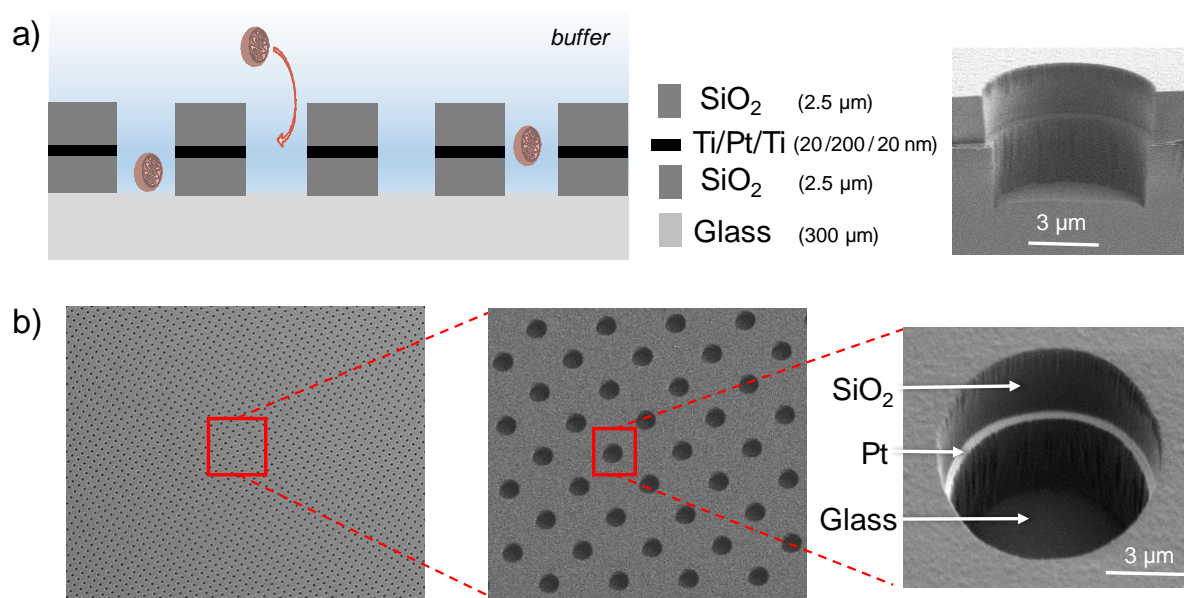 a)
buffer
SiO₂ (2.5 µm)
Ti/Pt/Ti (20 /200 / 20 nm)
SiO₂ (2.5 µm)
Glass (300 µm)
3 µm
b)
SiO₂
Pt
Glass
3 µm